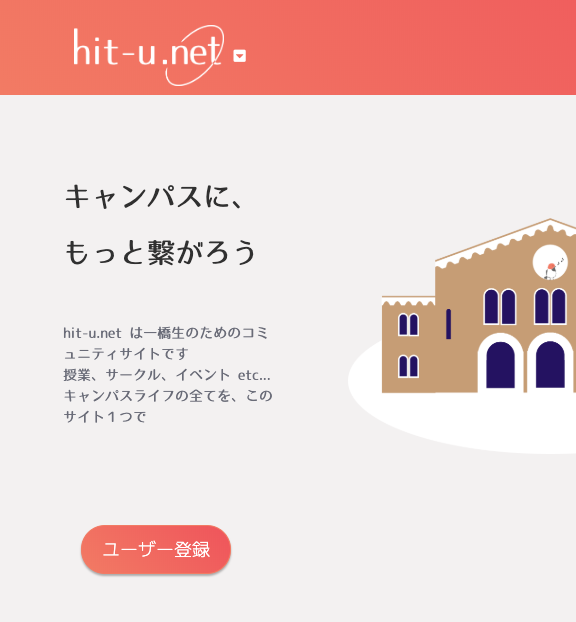 hit-u.net
キャンパスに、
もっと繋がろう
hit-u.net は一橋生のためのコミ
ュニティサイトです
授業、サークル、イベント etc...
キャンパスライフの全てを、この
サイト１つで
ユーザー登録